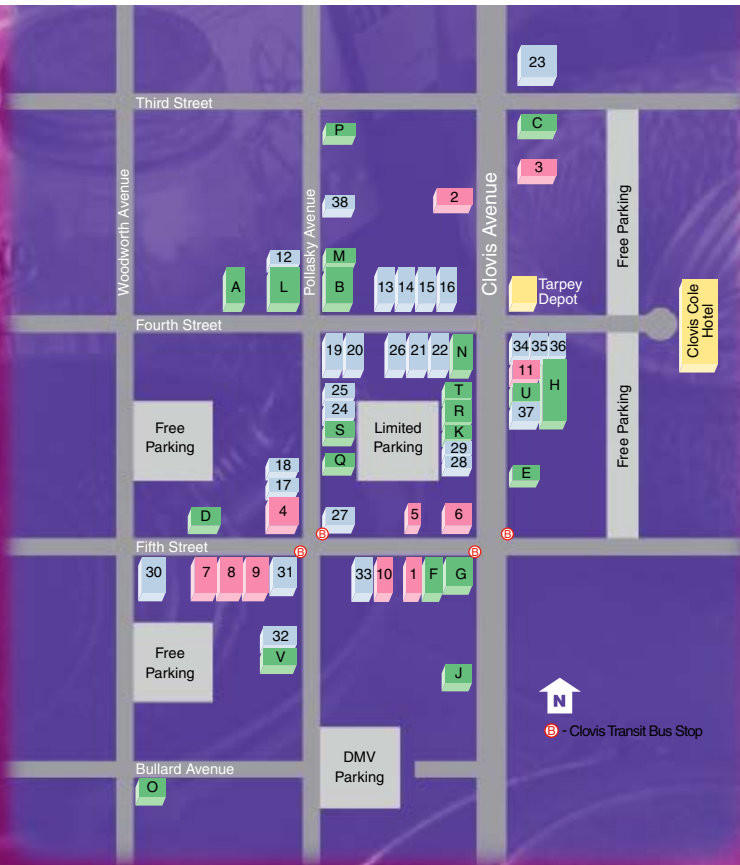 23
Third Street
P
C
3
Woodworth Avenue
Pollasky Avenue
Clovis Avenue
Free Parking
2
38
12
M
A
L
B
13 14 15 16
Tarpey
Depot
Clovis Cole
Hotel
Fourth Street
19 20
26 21 22 N
34 35 36
11
H
U
37
25
24
S
Q
T
R
K
29
28
Limited
Parking
Free
Parking
Free Parking
E
18
17
4
D
27
5
6
B
B
Fifth Street
B
B
30
7 8 9 31
33 10 1 F G
32
V
Free
Parking
J
N
B - Clovis Transit Bus Stop
DMV
Parking
Bullard Avenue
O